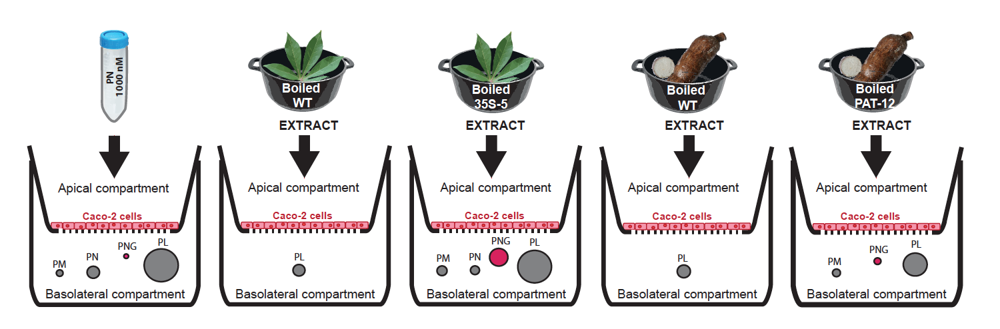 PN
1000 nM
Apical compartment
Caco-2 cells
PM
PN
PNG
PL
Basolateral compartment
Boiled
WT
EXTRACT
Apical compartment
Caco-2 cells
PL
Basolateral compartment
Boiled
35S-5
EXTRACT
Apical compartment
Caco-2 cells
PM
PN
PNG
PL
Basolateral compartment
Boiled
WT
EXTRACT
Apical compartment
Caco-2 cells
PL
Basolateral compartment
Boiled
PAT-12
EXTRACT
Apical compartment
Caco-2 cells
PM
PNG
PL
Basolateral compartment